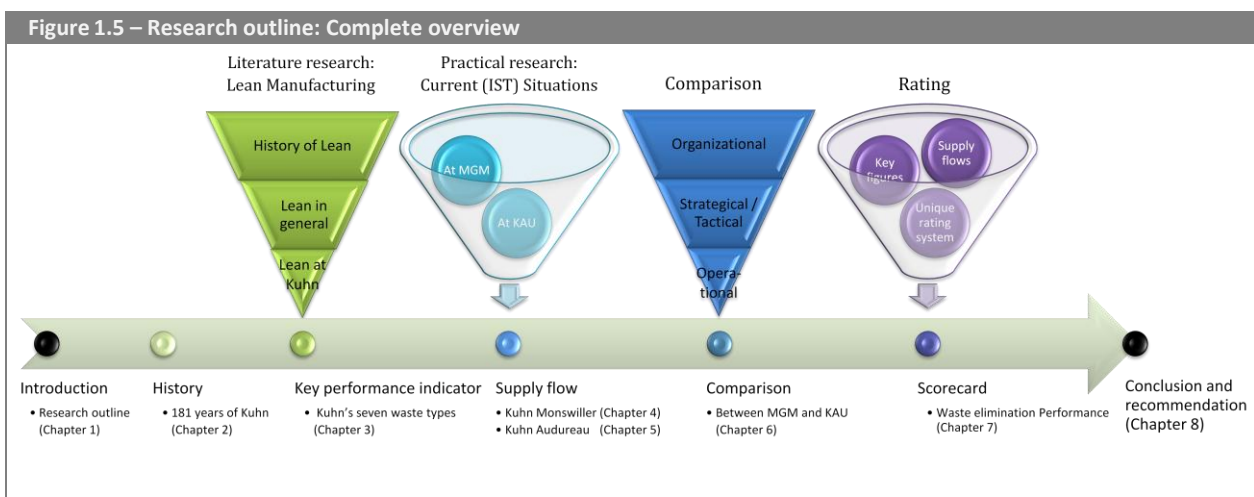 Figure 1.5 – Research outline: Complete overview
Literature research:
Lean Manufacturing
Practical research:
Current (IST) Situations
Comparison
Rating
History of Lean
Lean in
general
Lean at
Kuhn
At MGM
At KAU
Organizational
Strategical /
Tactical
Opera-
tional
Key
figures
Supply
flows
Unique
rating
system
Introduction
• Research outline
(Chapter 1)
History
• 181 years of Kuhn
(Chapter 2)
Key performance indicator
• Kuhn's seven waste types
(Chapter 3)
Supply flow
• Kuhn Monswiller (Chapter 4)
• Kuhn Audureau (Chapter 5)
Comparison
• Between MGM and KAU
(Chapter 6)
Scorecard
• Waste elimination Performance
(Chapter 7)
Conclusion and
recommendation
(Chapter 8)